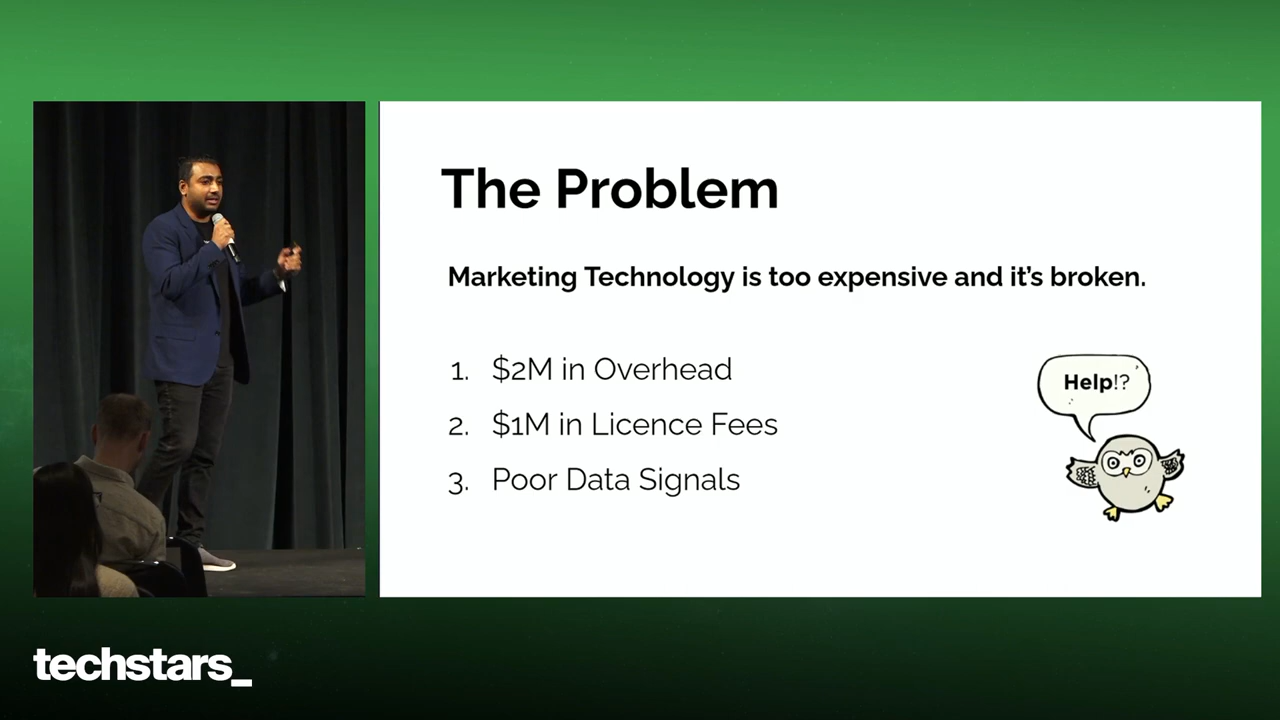 The Problem
Marketing Technology is too expensive and it's broken.
1. $2M in Overhead
2. $1M in Licence Fees
3. Poor Data Signals
Help!?
techstars_